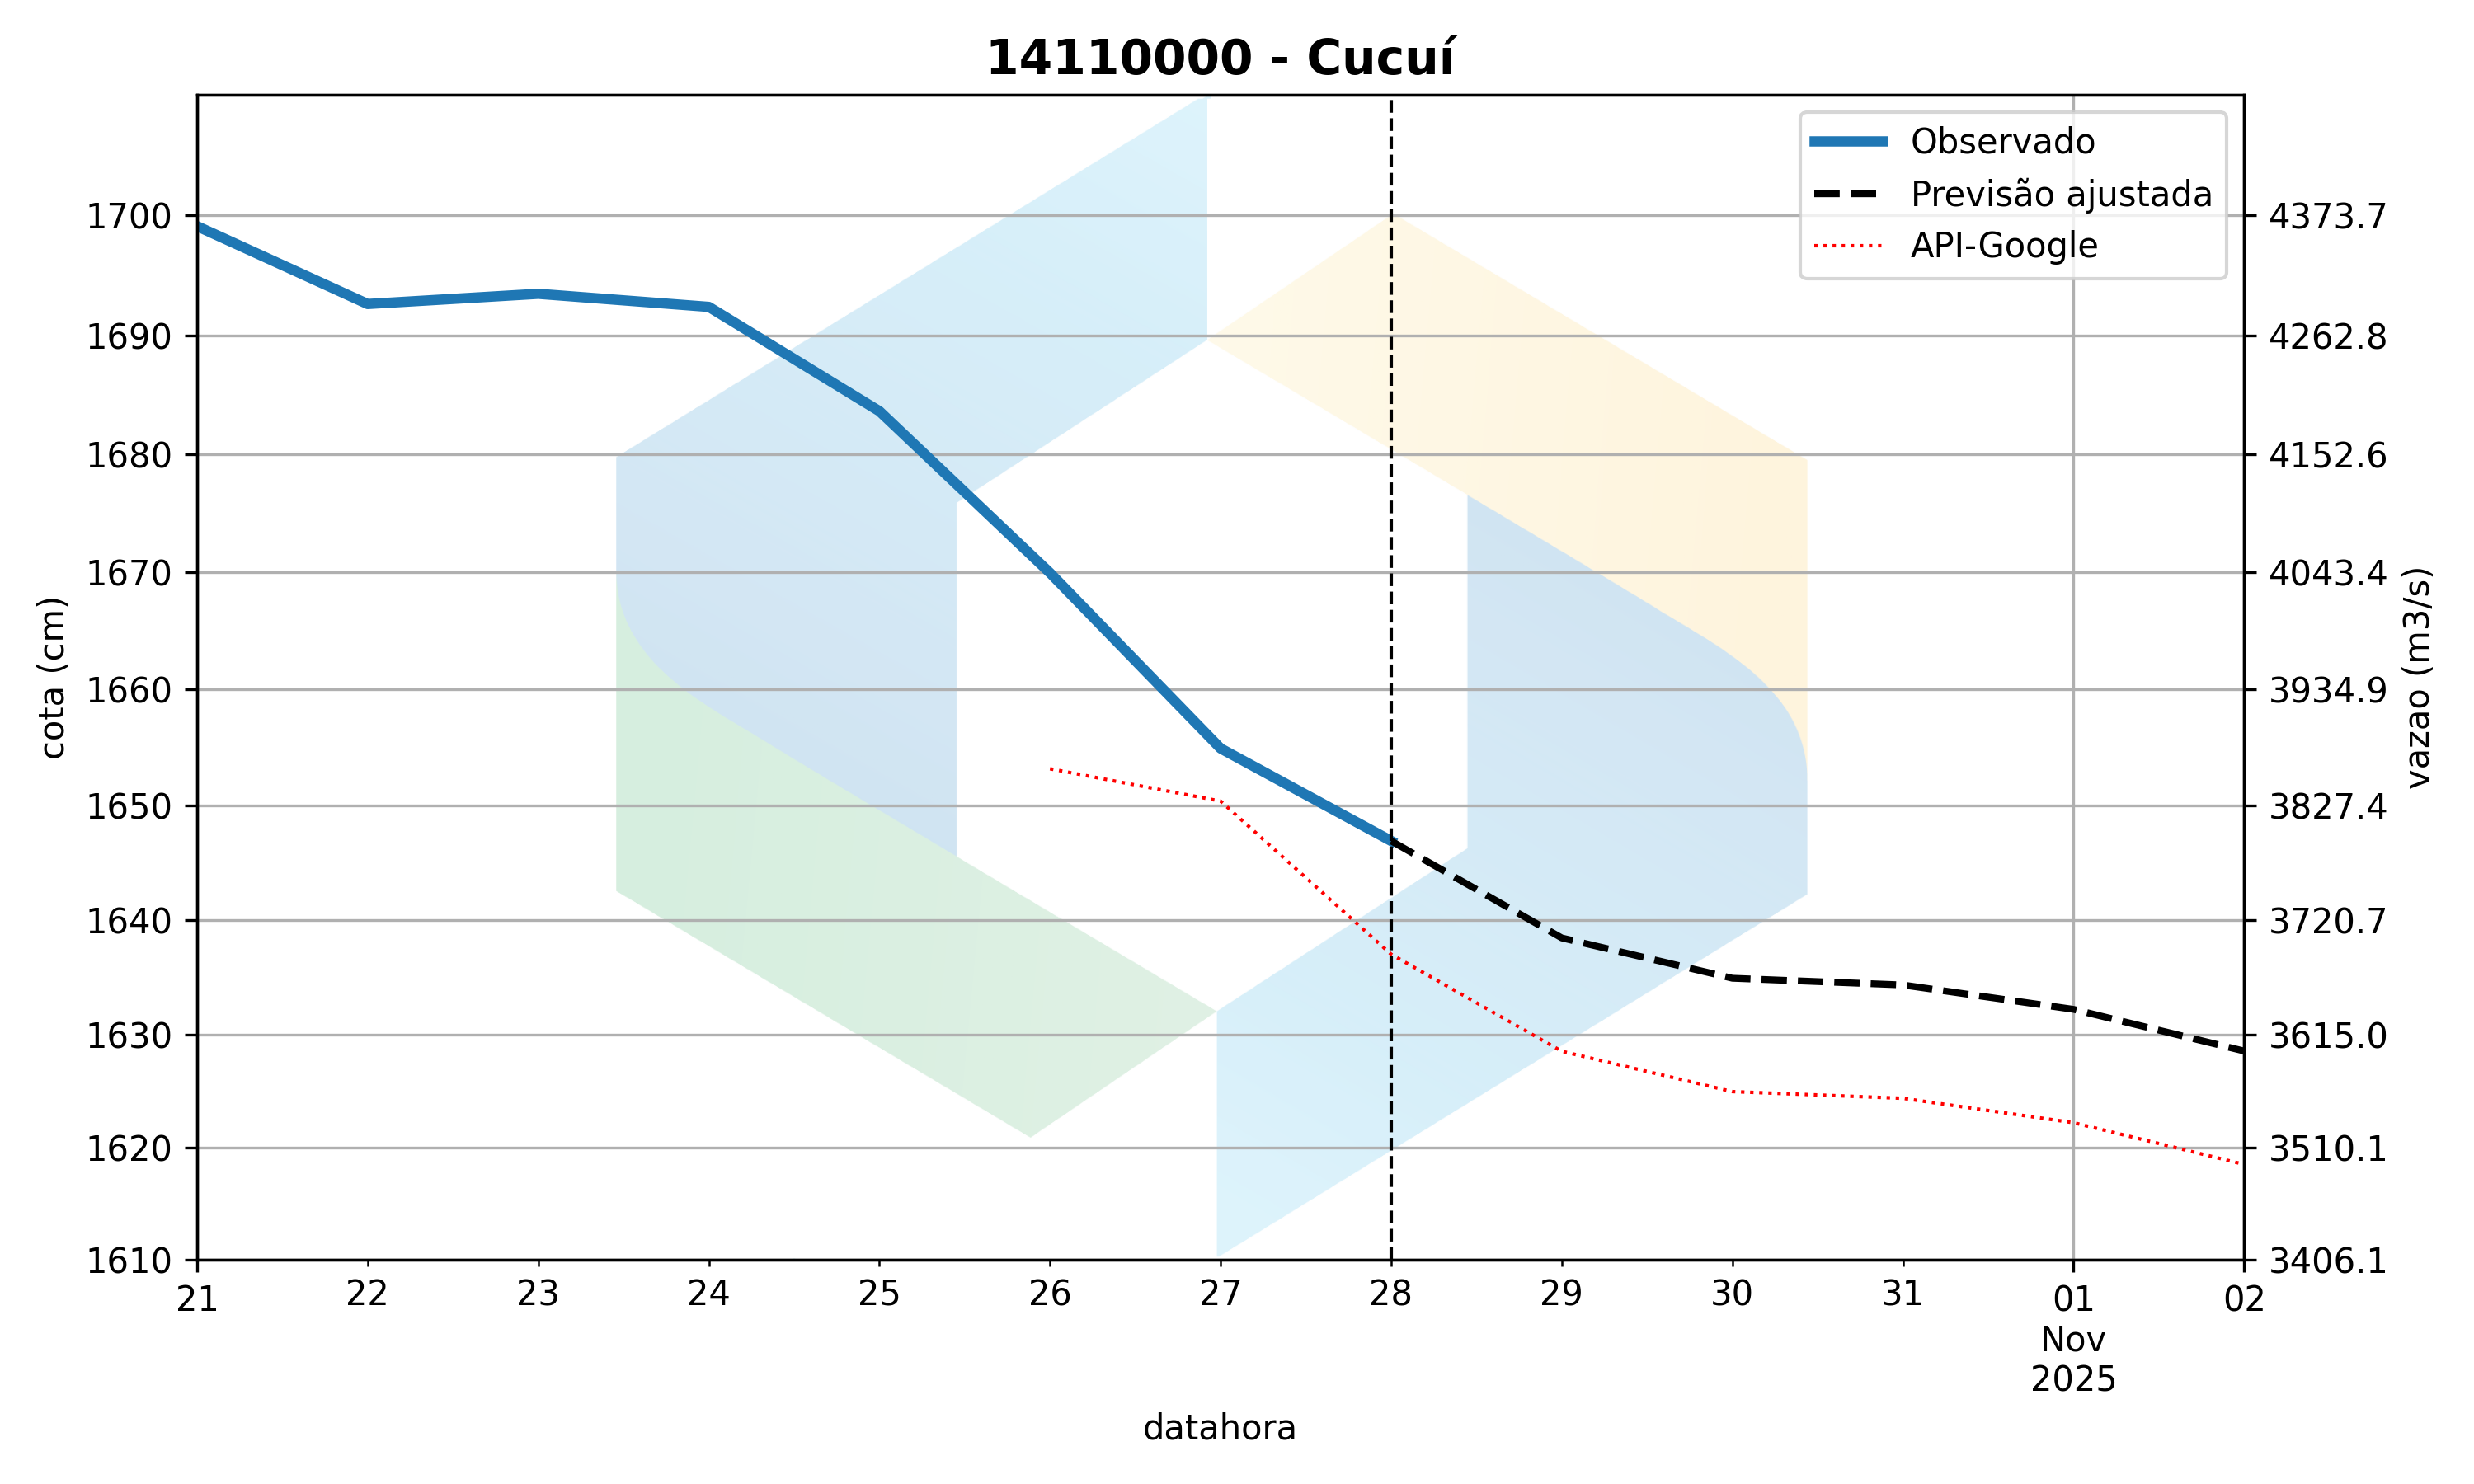 14110000 - Cucuí
Observado
Previsão ajustada
API-Google
1700
1690
1680
1670
1660
1650
1640
1630
1620
1610
cota (cm)
4373.7
4262.8
4152.6
4043.4
3934.9
3827.4
3720.7
3615.0
3510.1
3406.1
vazao (m3/s)
21 22 23 24 25 26 27 28 29 30 31 01 02
Nov
2025
datahora